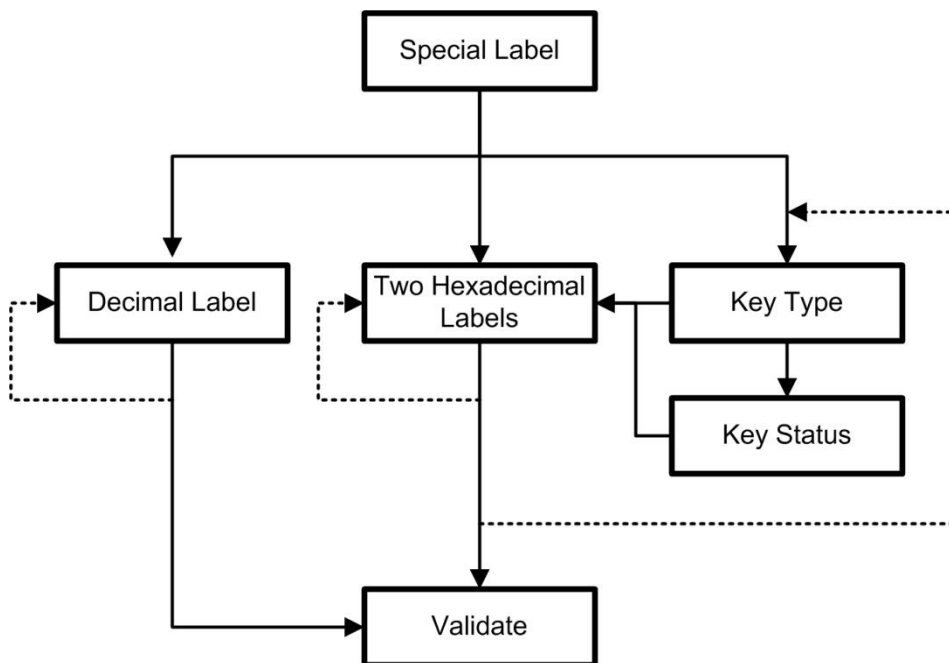 Special Label
Decimal Label
Two Hexadecimal
Labels
Key Type
Key Status
Validate